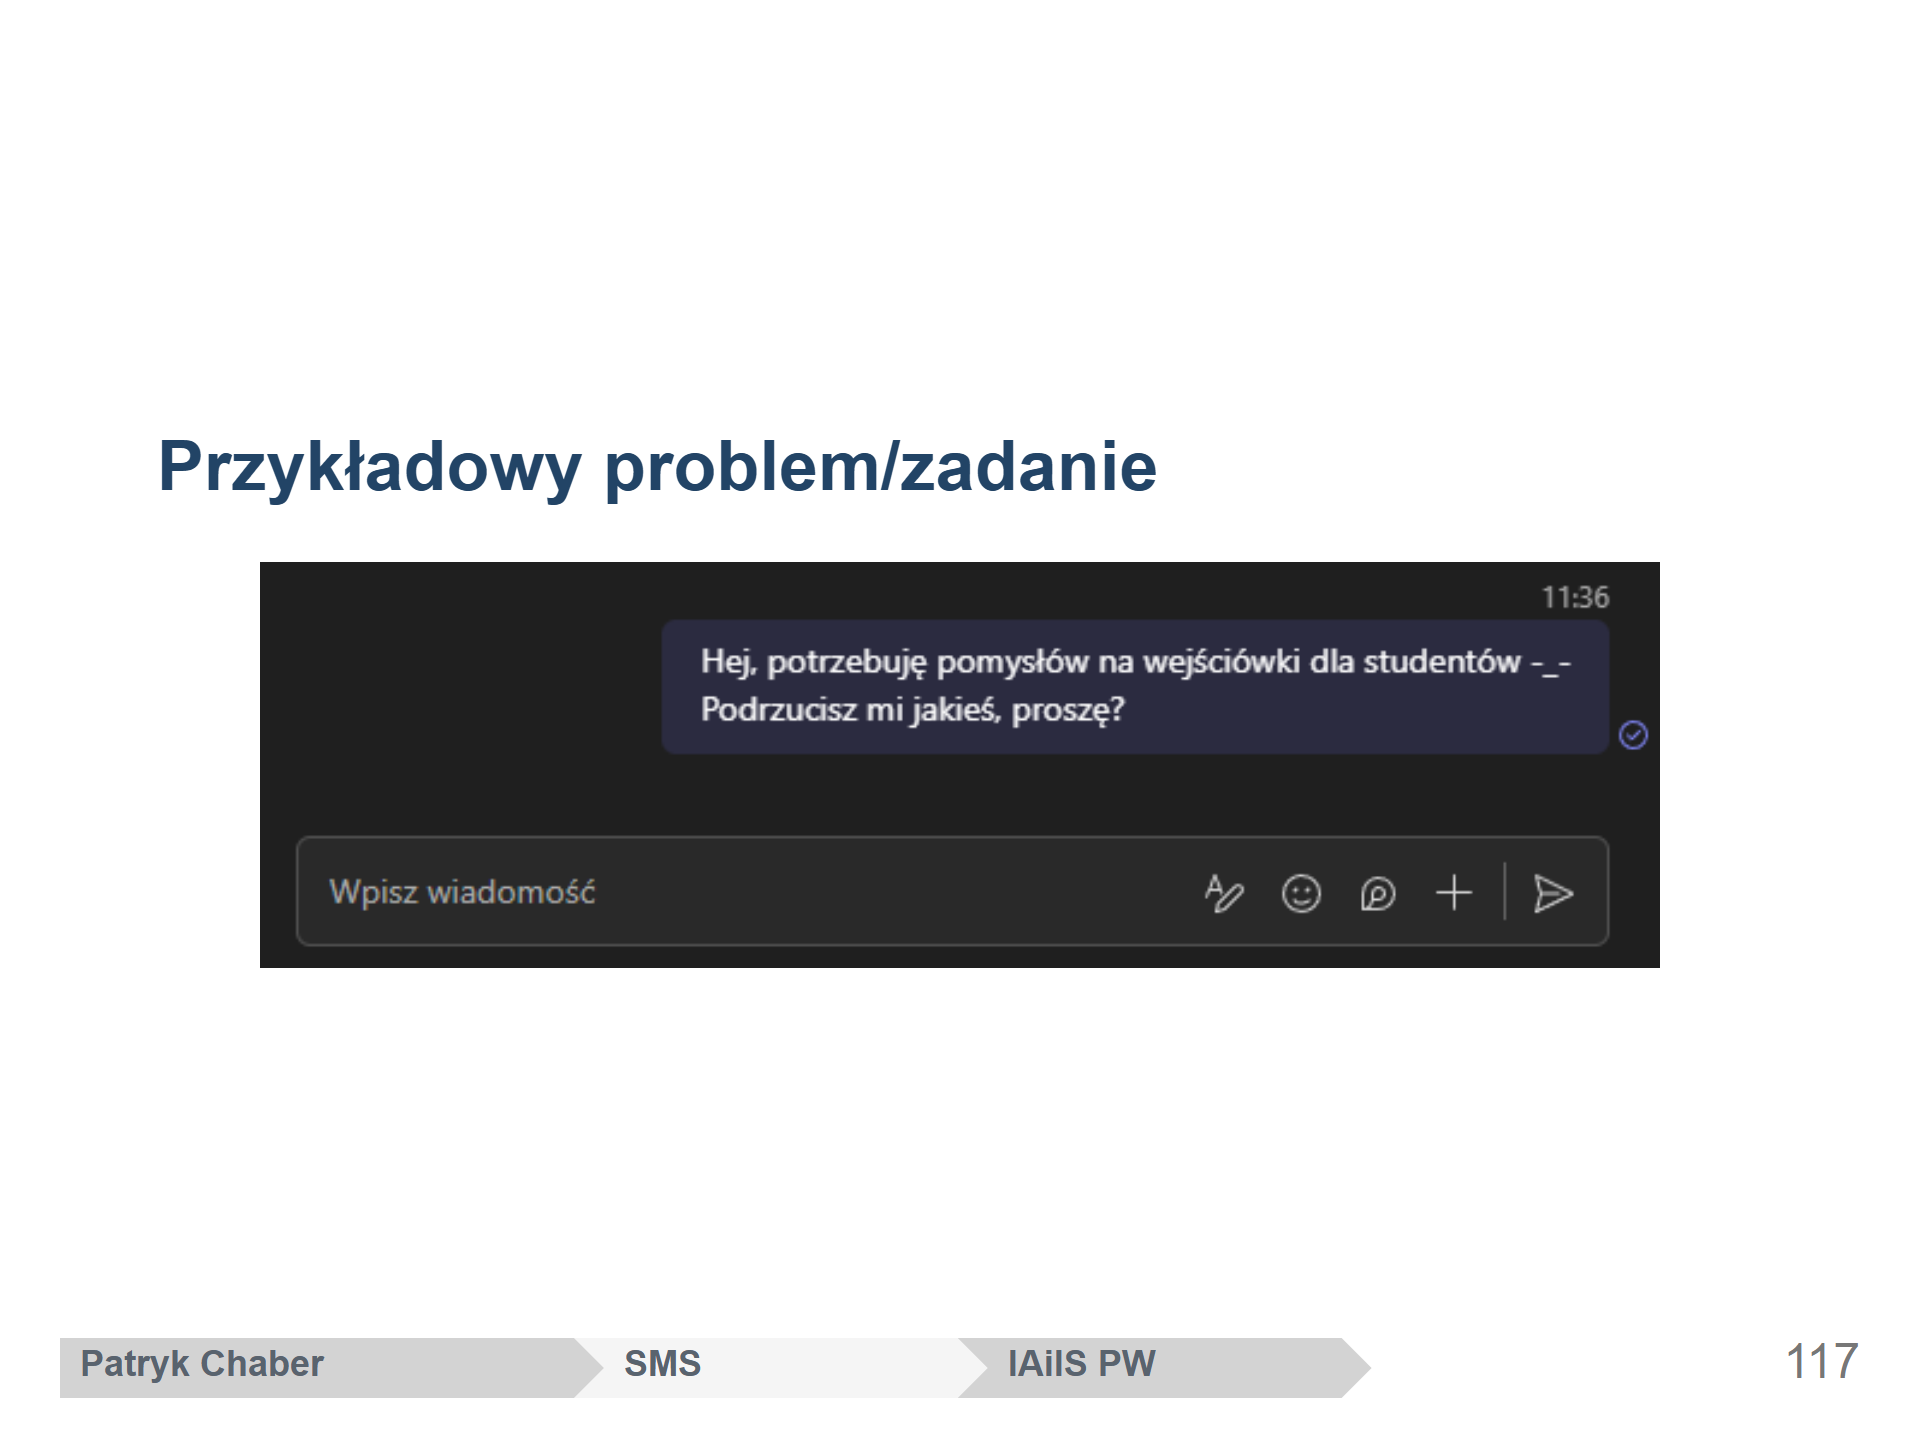 Przykładowy problem/zadanie
11:36
Hej, potrzebuję pomysłów na wejściówki dla studentów -_-
Podrzucisz mi jakieś, proszę?
Wpisz wiadomość
Patryk Chaber
SMS
IAiIS PW
117